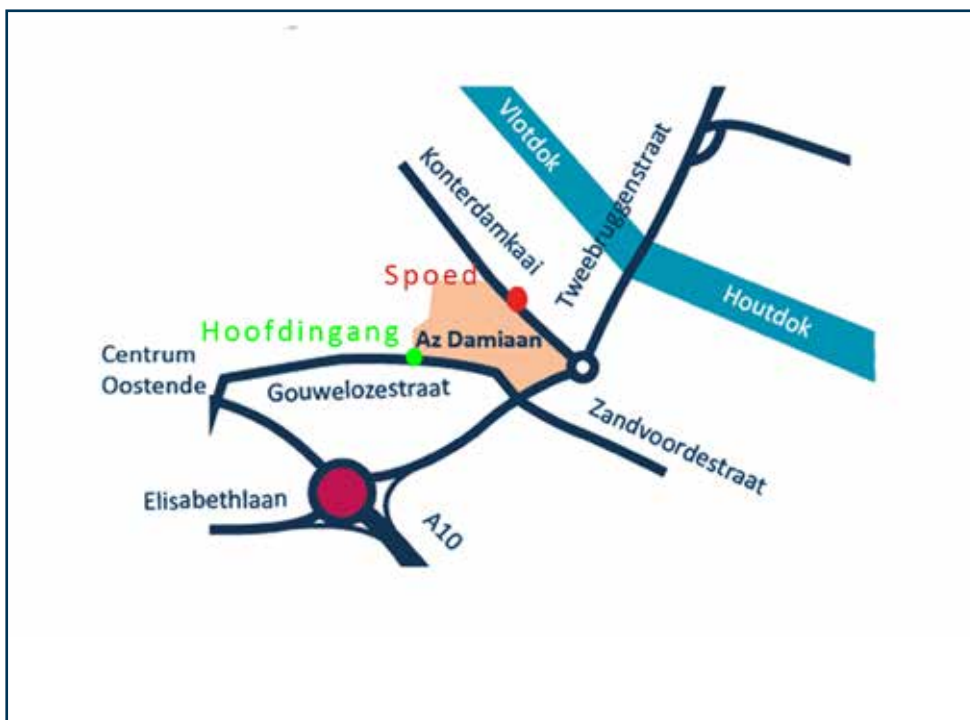 Vlotdok
Konterdamkaai
Tweebruggenstraat
Spoed
Houtdok
Hoofdingang
Az Damiaan
Centrum
Oostende
Gouwelozestraat
Zandvoordestraat
Elisabethlaan
A10